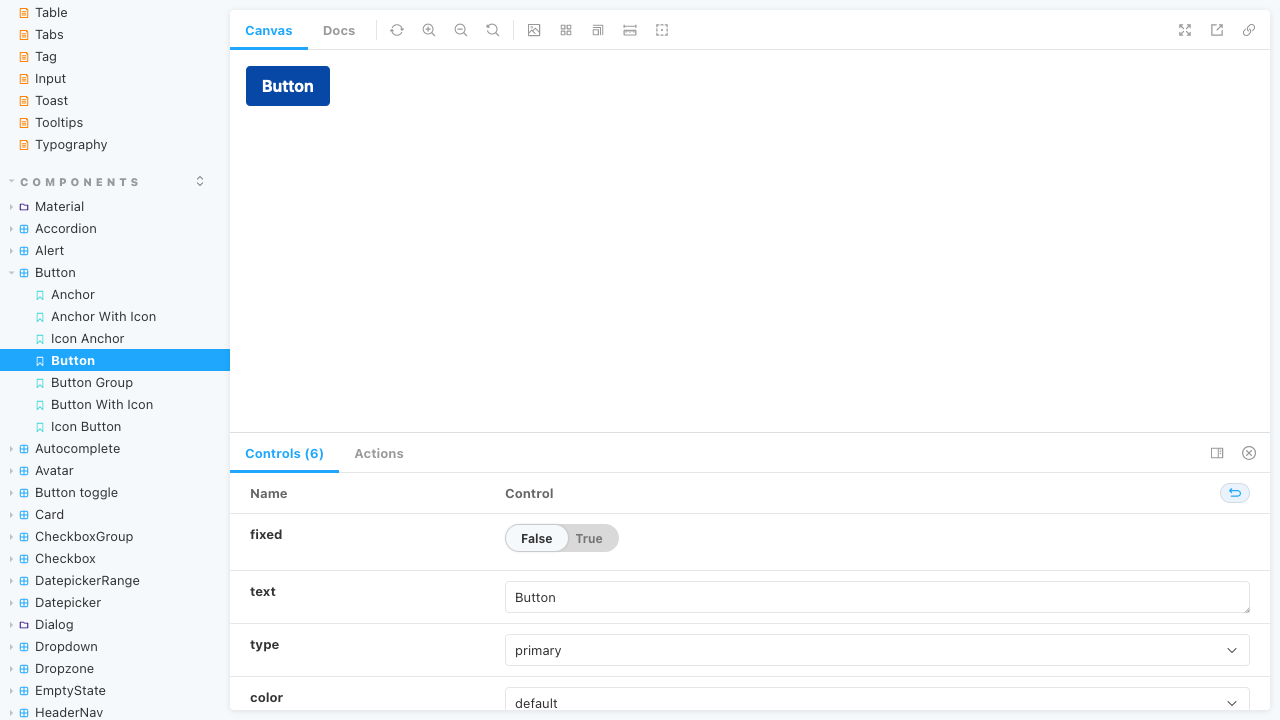 Table
Tabs
Tag
Input
Toast
Tooltips
Typography
COMPONENTS
Material
Accordion
Alert
Button
Anchor
Anchor With Icon
Icon Anchor
Button
Button Group
Button With Icon
Icon Button
Autocomplete
Avatar
Button toggle
Card
CheckboxGroup
Checkbox
DatepickerRange
Datepicker
Dialog
Dropdown
Dropzone
EmptyState
HeaderNav
Canvas Docs
Button
Controls (6) Actions
Name Control
fixed False True
text Button
type primary
color default